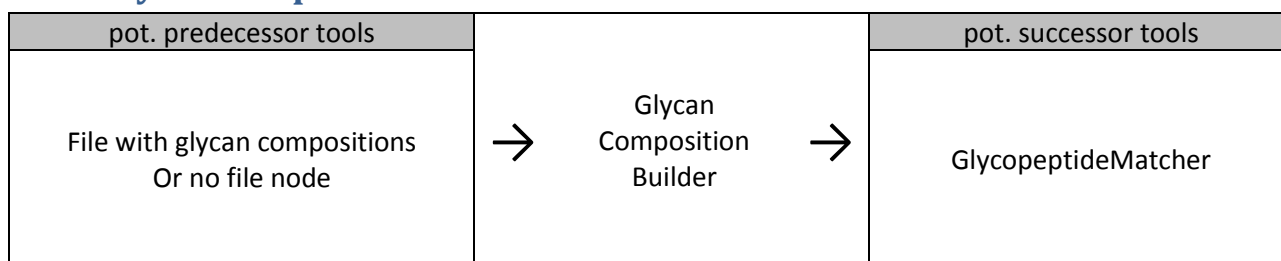 pot. predecessor tools
pot. successor tools
File with glycan compositions
Or no file node
→
Glycan
Composition
Builder
→
GlycopeptideMatcher